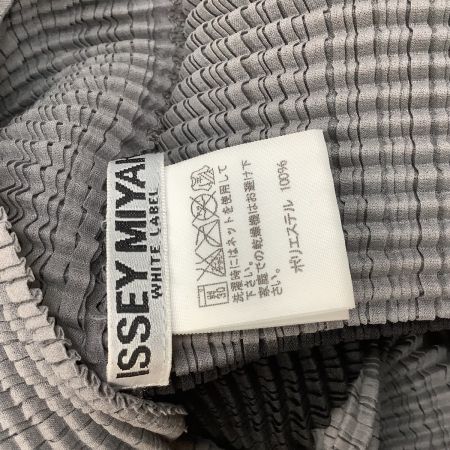 ISSEY MIYAK
WHITE LABEL
洗濯時にはネットを使用して
下さい。
家庭での乾燥機はお避け下
さい。
ポリエステル 100%